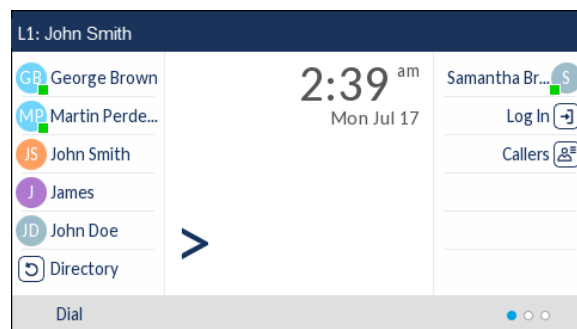 L1: John Smith
GB George Brown
MP Martin Perde...
JS John Smith
J James
JD John Doe
Directory
2:39 am
Mon Jul 17
>
Samantha Br... S
Log In
Callers
Dial